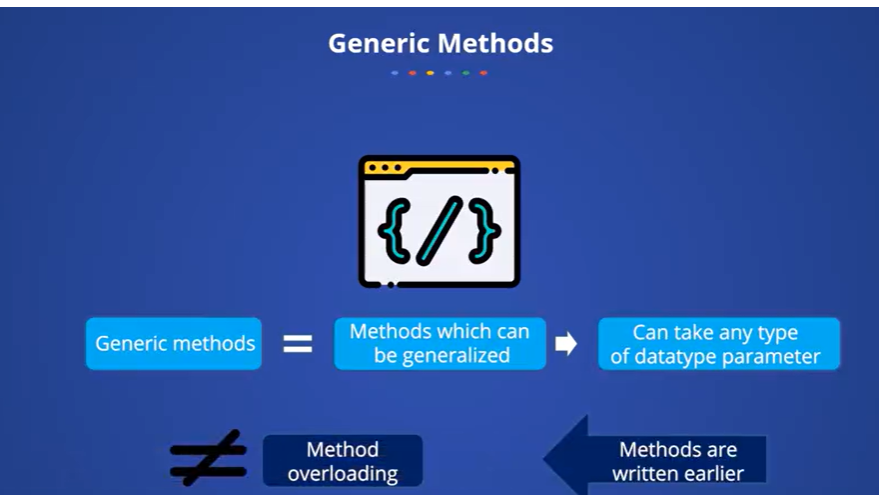 Generic Methods
{/}
Generic methods
=
Methods which can
be generalized
Can take any type
of datatype parameter
≠
Method
overloading
Methods are
written earlier